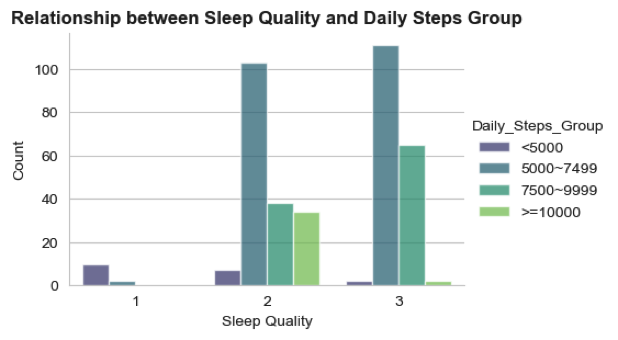 Relationship between Sleep Quality and Daily Steps Group
100
80
60
40
20
0
Count
1 2 3
Sleep Quality
Daily_Steps_Group
<5000
5000~7499
7500~9999
>=10000